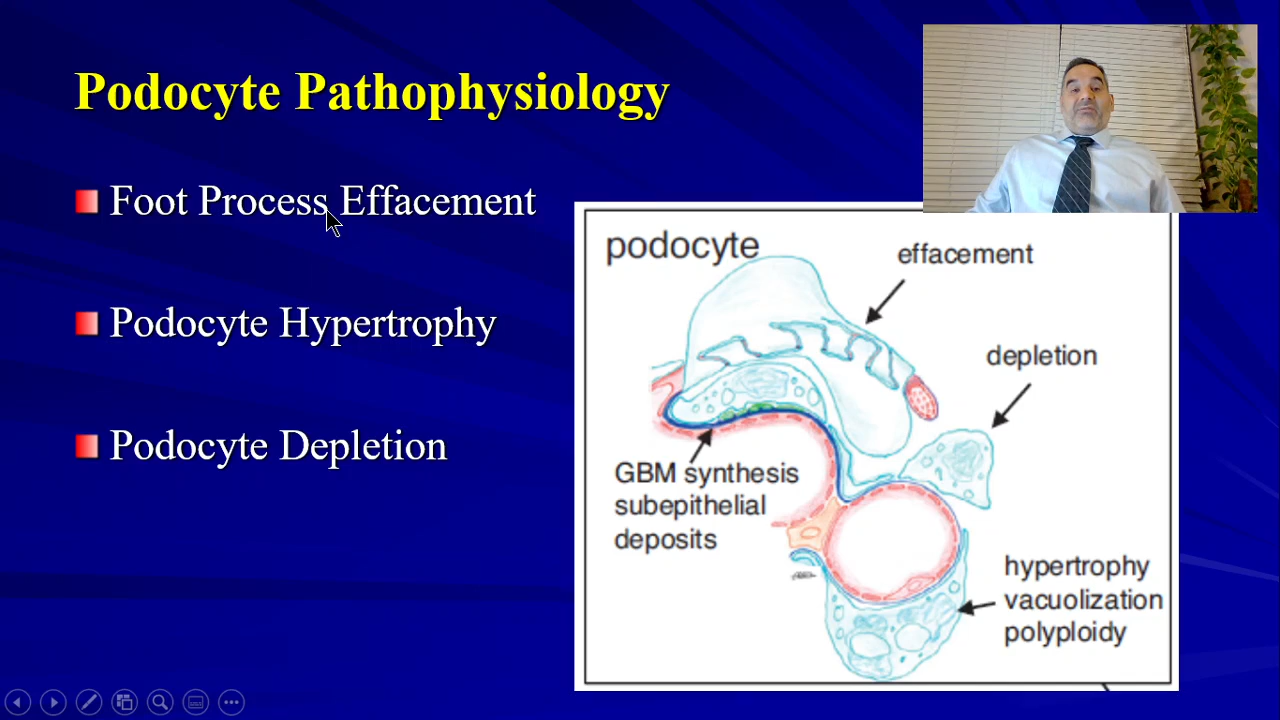 Podocyte Pathophysiology
Foot Process Effacement
Podocyte Hypertrophy
Podocyte Depletion
podocyte
effacement
depletion
GBM synthesis
subepithelial
deposits
hypertrophy
vacuolization
polyploidy